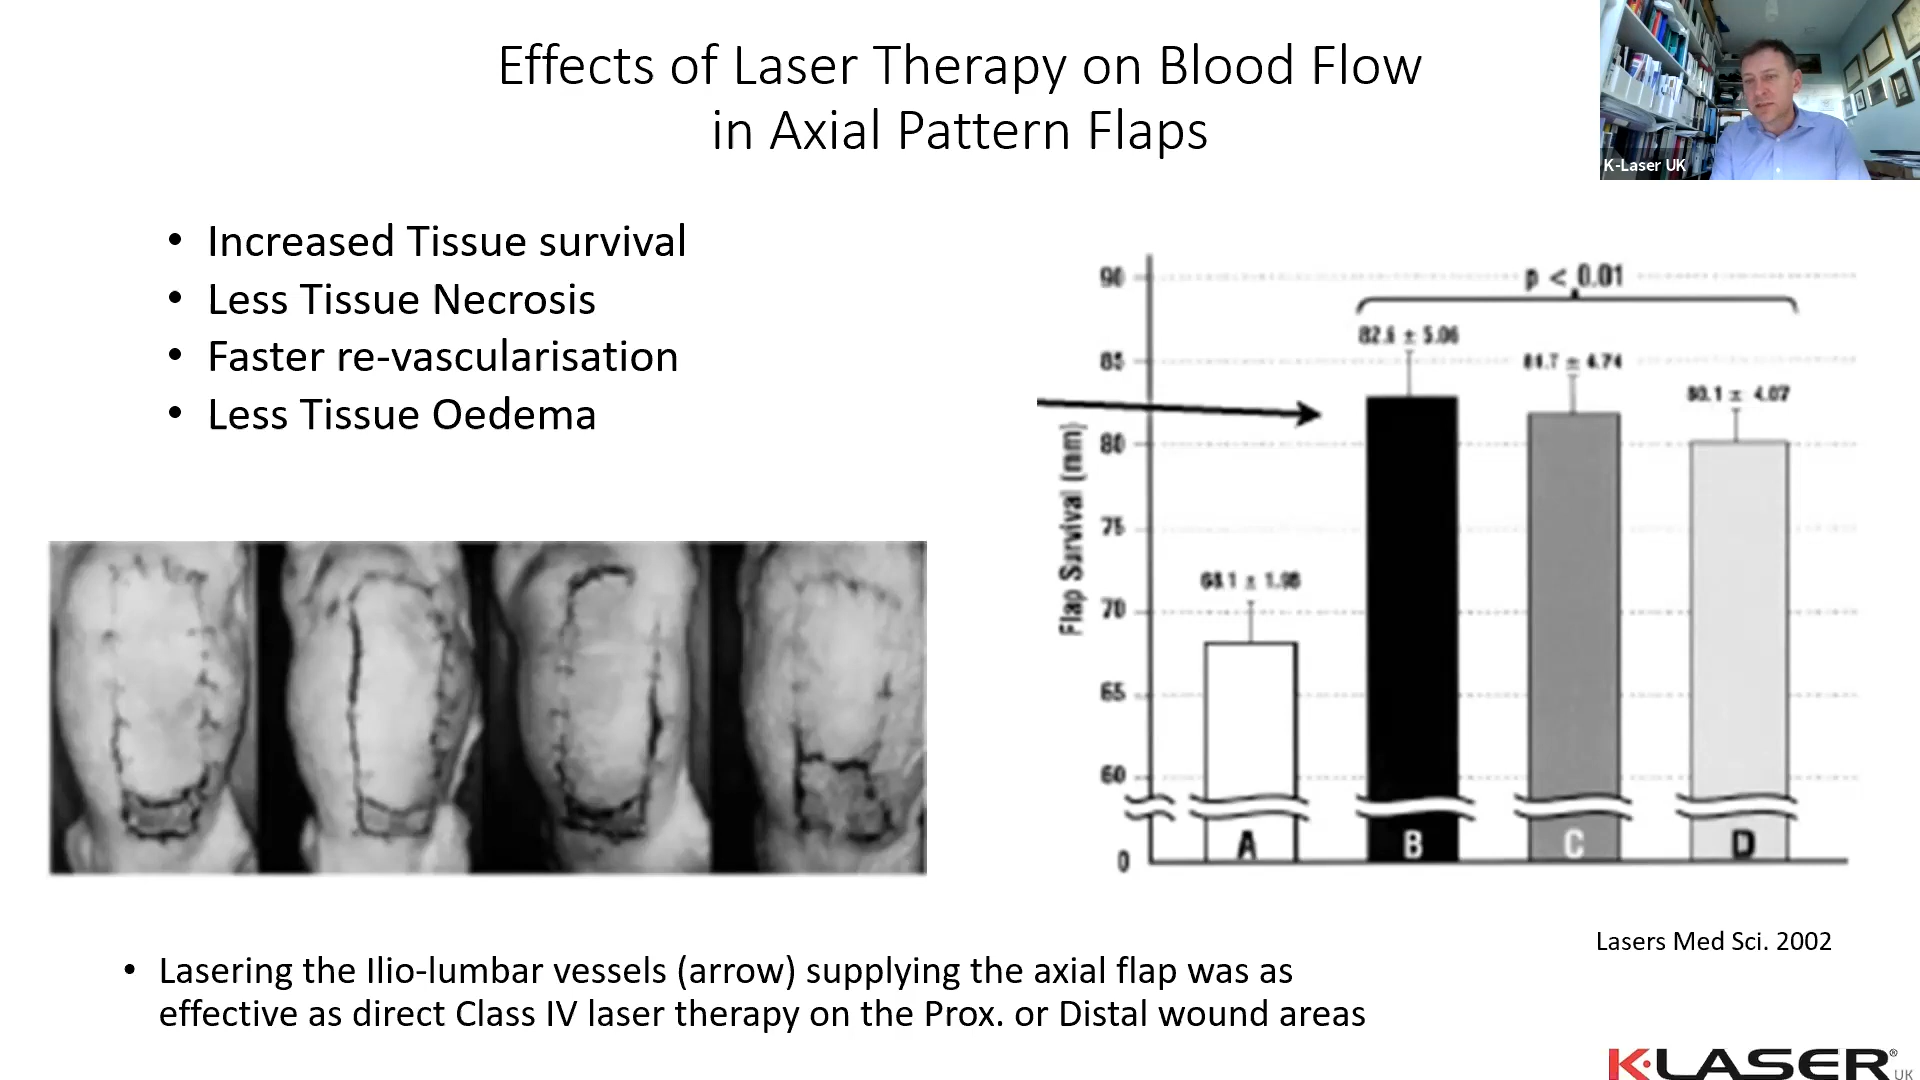 Effects of Laser Therapy on Blood Flow
in Axial Pattern Flaps
K-Laser UK
• Increased Tissue survival
• Less Tissue Necrosis
• Faster re-vascularisation
• Less Tissue Oedema
p < 0.01
90
85
80
75
70
65
60
0
Flap Survival (mm)
68.1 ± 1.98
82.6 ± 5.06
81.7 ± 4.74
80.1 ± 4.07
A
B
C
D
Lasers Med Sci. 2002
• Lasering the Ilio-lumbar vessels (arrow) supplying the axial flap was as
effective as direct Class IV laser therapy on the Prox. or Distal wound areas
K·LASER®
UK